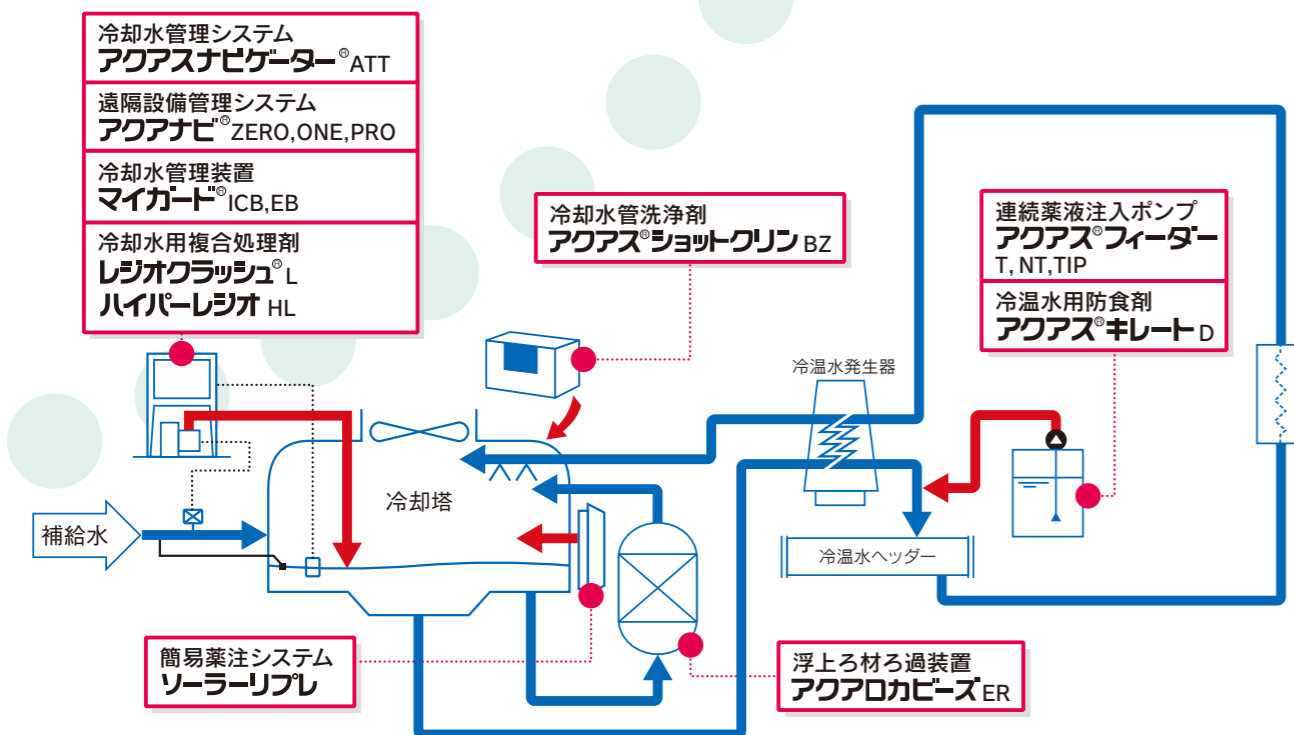 冷却水管理システム
アクアスナビゲーター®ATT
遠隔設備管理システム
アクアナビ®ZERO,ONE,PRO
冷却水管理装置
マイガード®ICB,EB
冷却水用複合処理剤
レジオクラッシュ®L
ハイパーレジオ HL
冷却水管洗浄剤
アクアス®ショットクリン BZ
連続薬液注入ポンプ
アクアス®フィーダー
T, NT,TIP
冷温水用防食剤
アクアス®キレート D
冷温水発生器
冷却塔
補給水
冷温水ヘッダー
簡易薬注システム
ソーラーリプレ
浮上ろ材ろ過装置
アクアロカビーズ ER